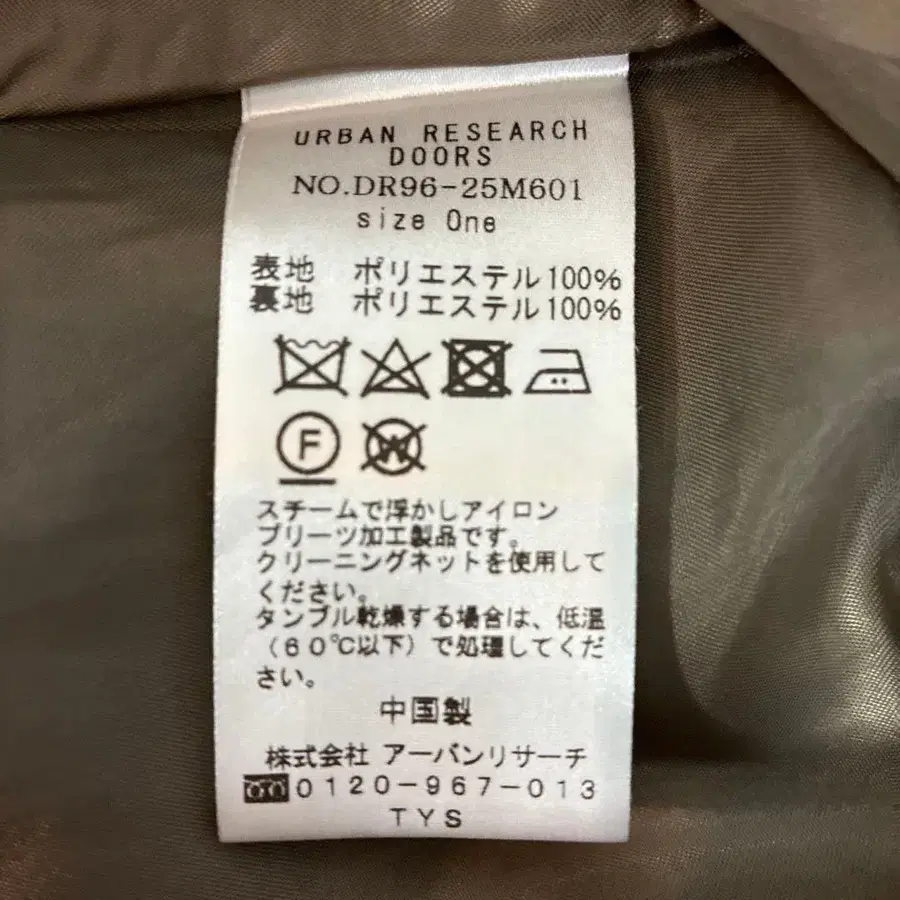 URBAN RESEARCH
DOORS
NO.DR96-25M601
size One
表地 ポリエステル100%
裏地 ポリエステル100%
F W
スチームで浮かしアイロン
プリーツ加工製品です。
クリーニングネットを使用して
ください。
タンブル乾燥する場合は、低温
(60℃以下)で処理してくだ
さい。
中国製
株式会社 アーバンリサーチ
0120-967-013
TYS